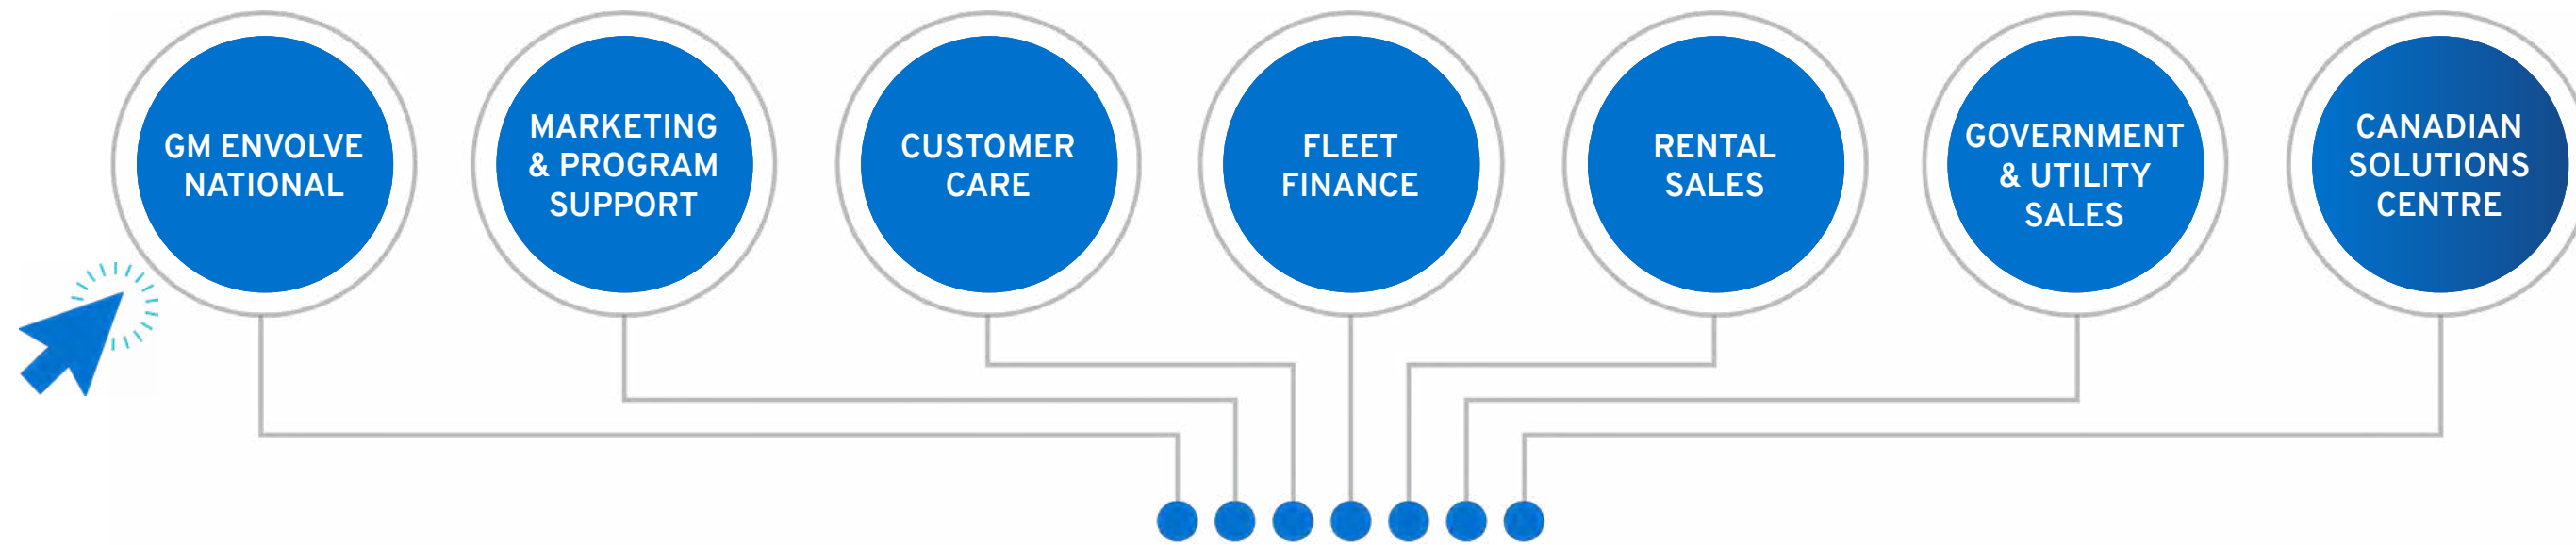 GM ENVOLVE
NATIONAL
MARKETING
& PROGRAM
SUPPORT
CUSTOMER
CARE
FLEET
FINANCE
RENTAL
SALES
GOVERNMENT
& UTILITY
SALES
CANADIAN
SOLUTIONS
CENTRE